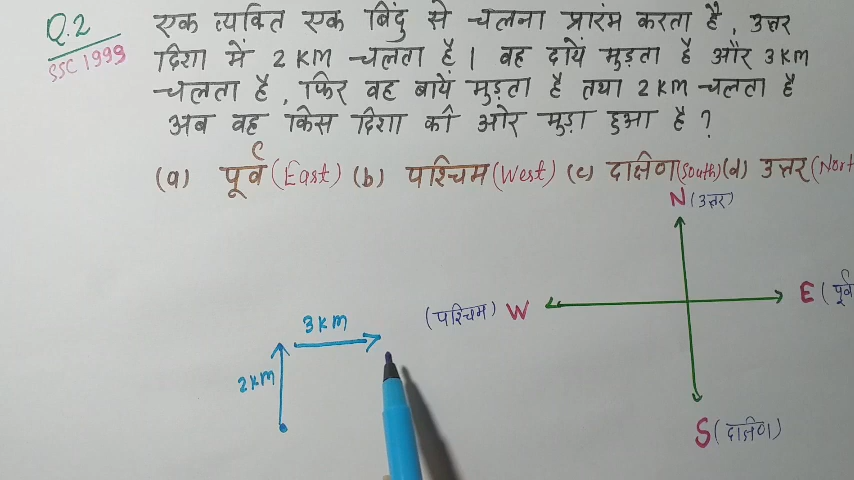 Q.2 एक व्यक्ति एक बिंदु से चलना प्रारंभ करता है, उत्तर
SSC 1999 दिशा में 2 KM चलता है। वह दायें मुड़ता है और 3 KM
चलता है, फिर वह बायें मुड़ता है तथा 2 KM चलता है
अब वह किस दिशा की ओर मुड़ा हुआ है ?
(a) पूर्व (East) (b) पश्चिम (West) (c) दक्षिण (South) (d) उत्तर (Nort
N (उत्तर)
(पश्चिम) W
E (पूर्व
S (दक्षिण)
3 KM
2 KM